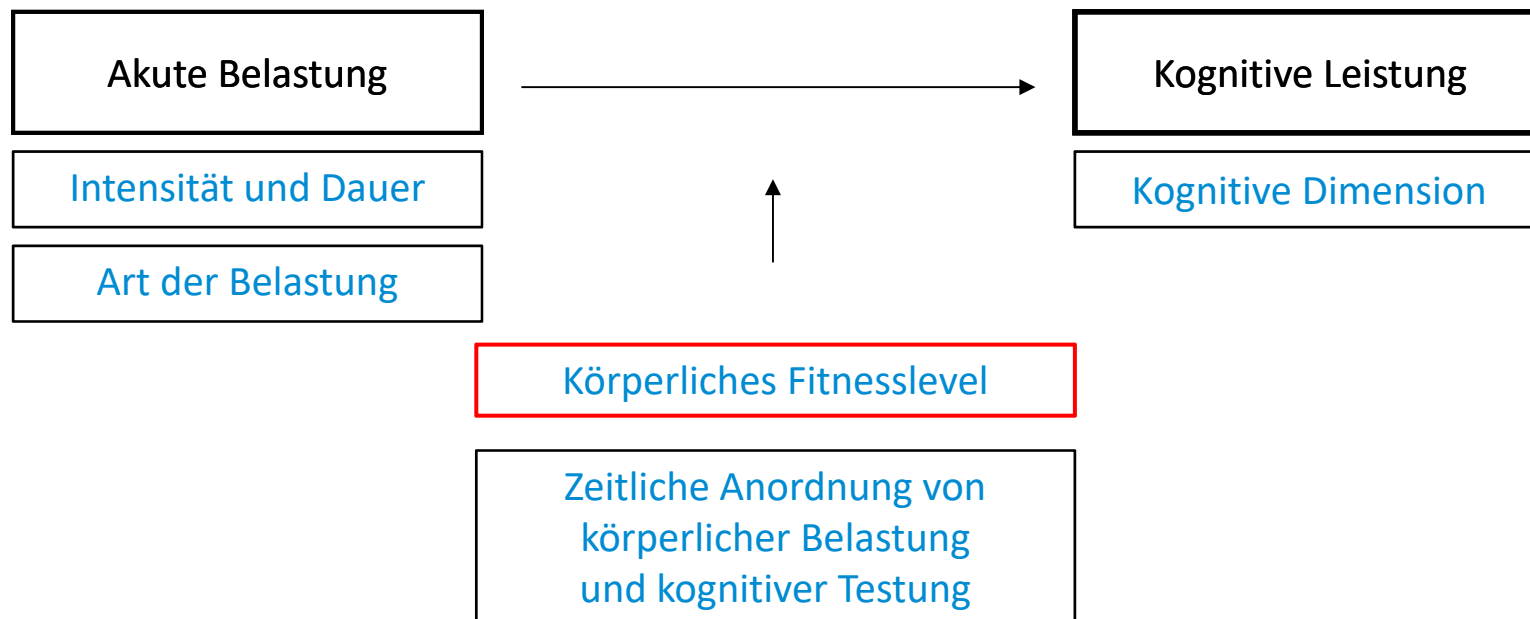 Akute Belastung
Kognitive Leistung
Intensität und Dauer
Kognitive Dimension
Art der Belastung
Körperliches Fitnesslevel
Zeitliche Anordnung von
körperlicher Belastung
und kognitiver Testung